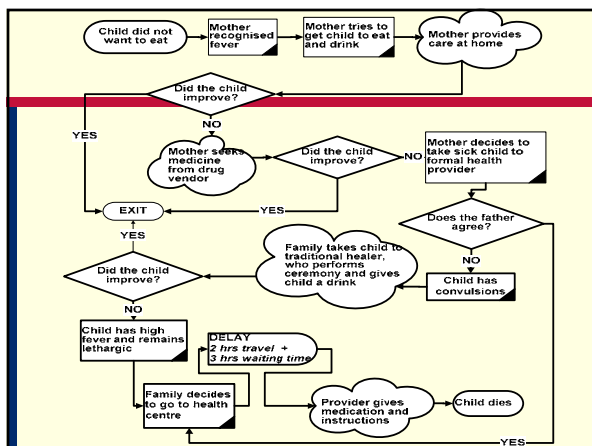 Child did not
want to eat
Mother
recognised
fever
Mother tries to
get child to eat
and drink
Mother provides
care at home
Did the child
improve?
YES
NO
Mother seeks
medicine
from drug
vendor
Did the child
improve?
NO
Mother decides to
take sick child to
formal health
provider
YES
EXIT
Does the father
agree?
YES
NO
Family takes child to
traditional healer,
who performs
ceremony and gives
child a drink
Child has
convulsions
Did the child
improve?
NO
Child has high
fever and remains
lethargic
DELAY
2 hrs travel +
3 hrs waiting time
Family decides
to go to health
centre
Provider gives
medication and
instructions
Child dies
YES